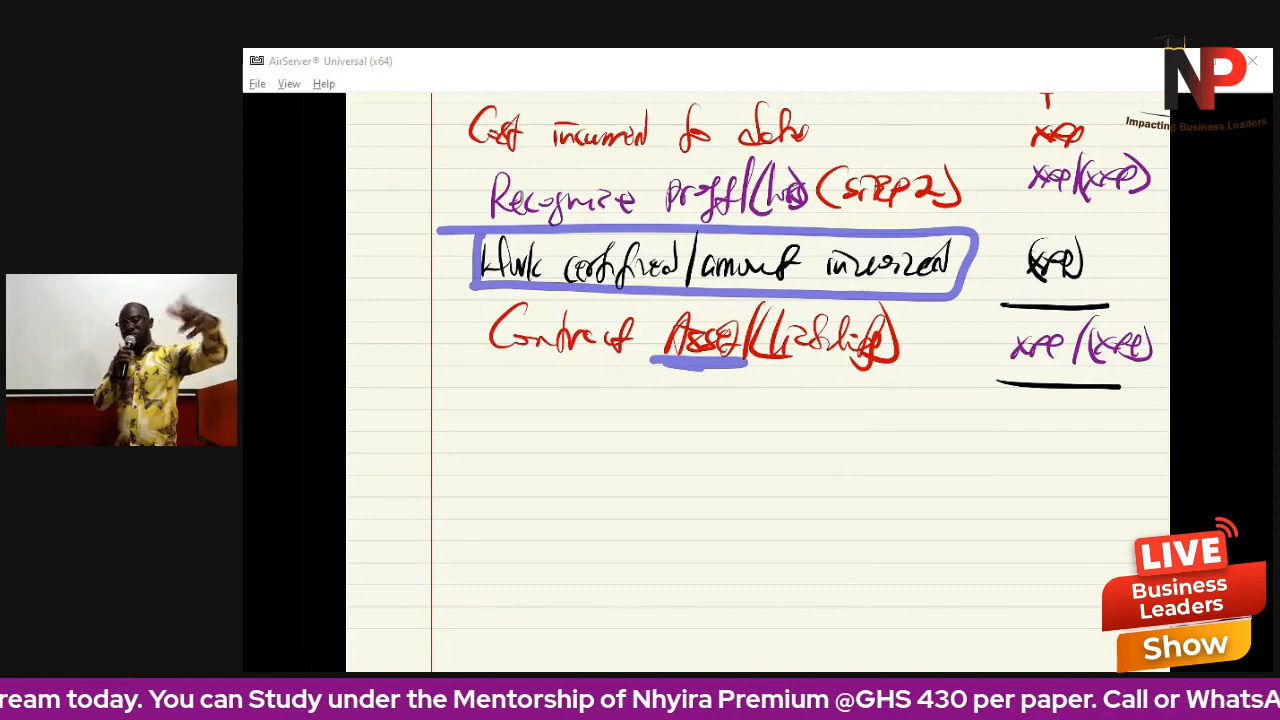 AirServer® Universal (x64)
File View Help
NP
Impacting Business Leaders
Cost incurred to date xxx
Recognize profit/(loss) (STEP 2) xxx/(xxx)
Work certified/amount invoiced (xxx)
Contract Asset/(Liability) xxx/(xxx)
LIVE
Business
Leaders
Show
ream today. You can Study under the Mentorship of Nhyira Premium @GHS 430 per paper. Call or WhatsA